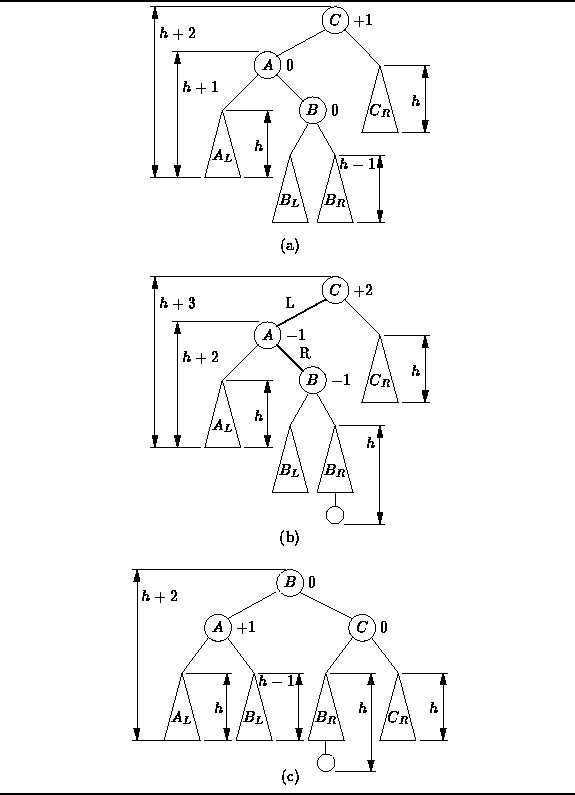 C +1
h + 2
A 0
h + 1
B 0
h
C_R
h
A_L
h − 1
B_L
B_R
(a)
C +2
L
h + 3
A −1
R
h + 2
B −1
h
C_R
h
A_L
h
B_L
B_R
(b)
B 0
h + 2
A +1
C 0
h − 1
A_L
h
B_L
B_R
h
C_R
h
(c)